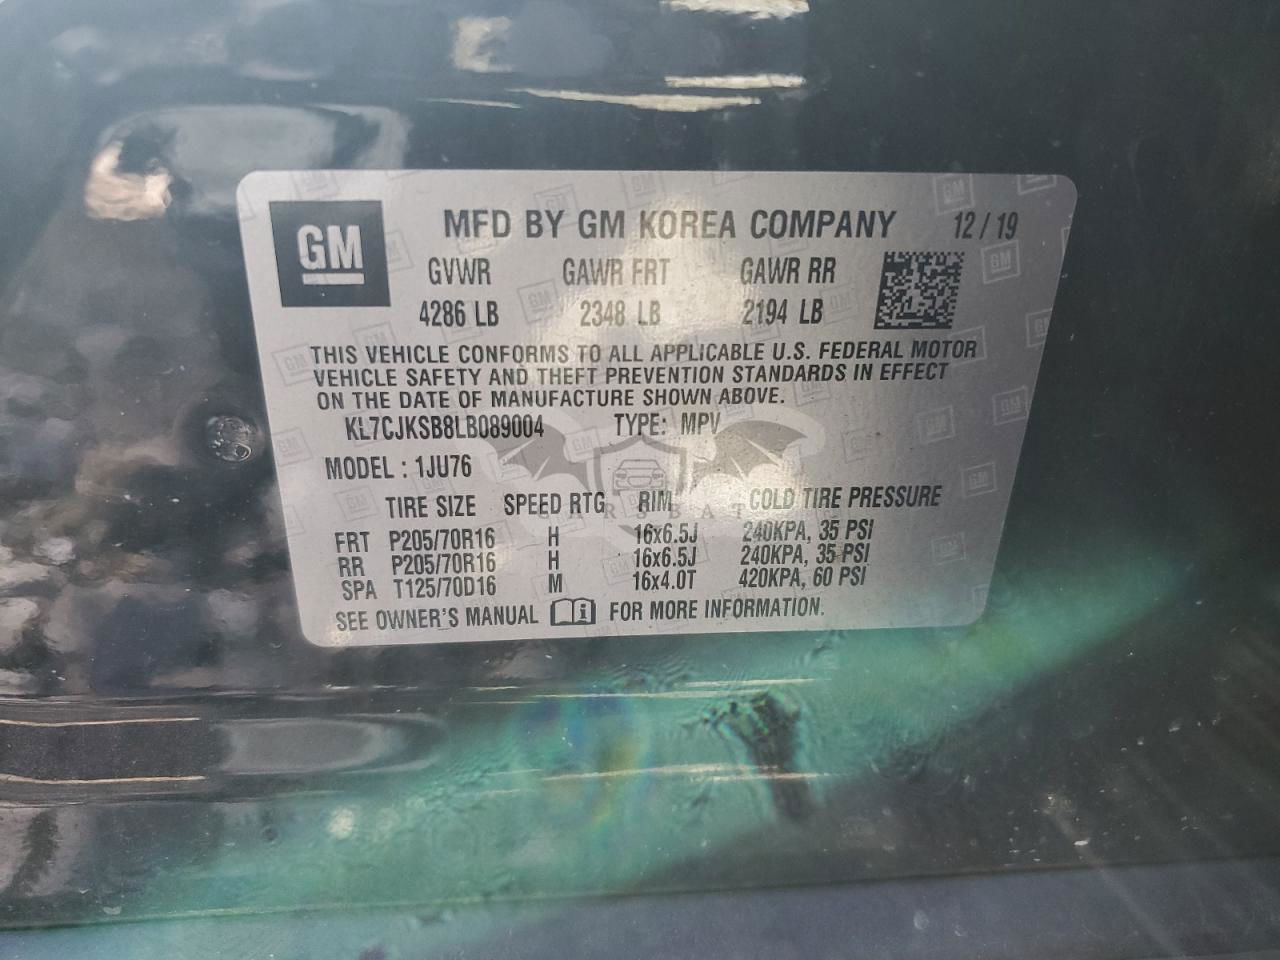 GM
MFD BY GM KOREA COMPANY 12 / 19
GVWR GAWR FRT GAWR RR
4286 LB 2348 LB 2194 LB
THIS VEHICLE CONFORMS TO ALL APPLICABLE U.S. FEDERAL MOTOR
VEHICLE SAFETY AND THEFT PREVENTION STANDARDS IN EFFECT
ON THE DATE OF MANUFACTURE SHOWN ABOVE.
KL7CJKSB8LB089004 TYPE: MPV
MODEL : 1JU76
TIRE SIZE SPEED RTG RIM COLD TIRE PRESSURE
CARSBAT
FRT P205/70R16 H 16x6.5J 240KPA, 35 PSI
RR P205/70R16 H 16x6.5J 240KPA, 35 PSI
SPA T125/70D16 M 16x4.0T 420KPA, 60 PSI
SEE OWNER'S MANUAL i FOR MORE INFORMATION.